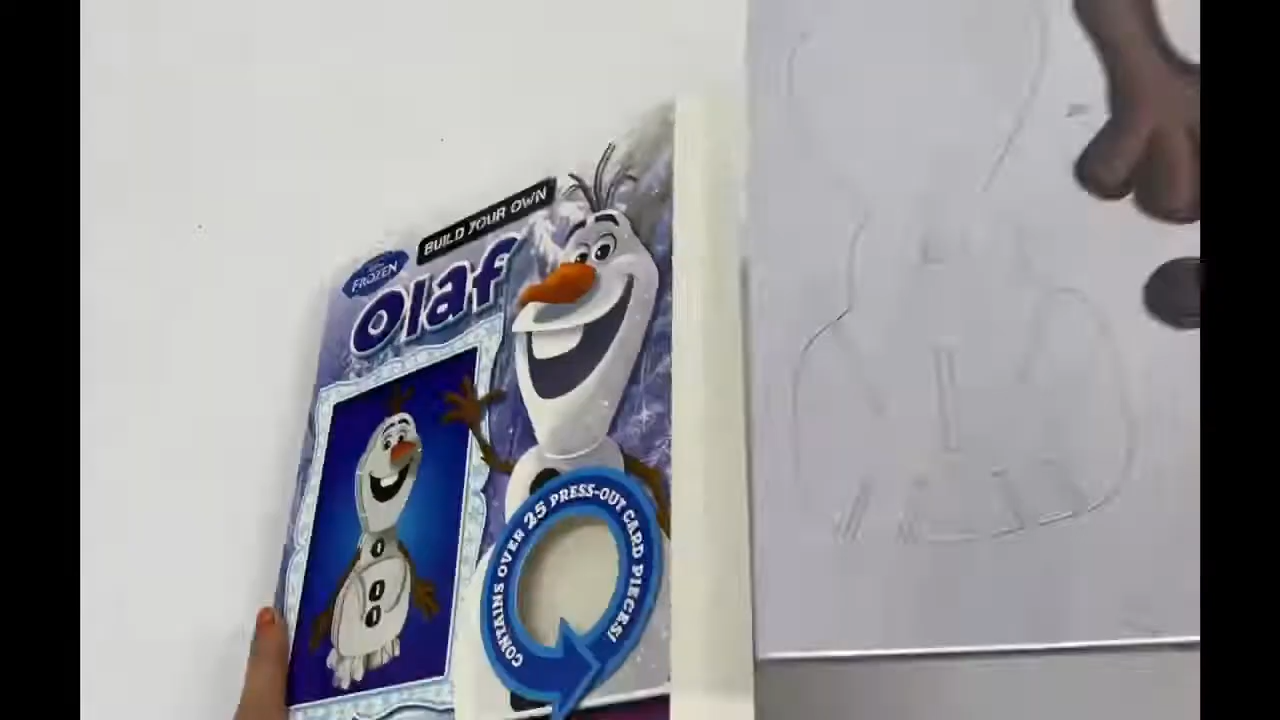 BUILD YOUR OWN
FROZEN
Olaf
CONTAINS OVER 25 PRESS-OUT CARD PIECES!